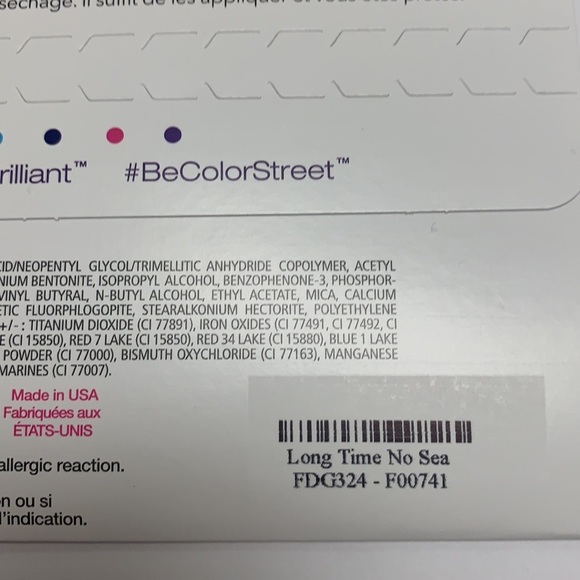 séchage. Il suffit de les appliquer et vous êtes
rilliant™ #BeColorStreet™
CID/NEOPENTYL GLYCOL/TRIMELLITIC ANHYDRIDE COPOLYMER, ACETYL
NIUM BENTONITE, ISOPROPYL ALCOHOL, BENZOPHENONE-3, PHOSPHOR-
VINYL BUTYRAL, N-BUTYL ALCOHOL, ETHYL ACETATE, MICA, CALCIUM
ETIC FLUORPHLOGOPITE, STEARALKONIUM HECTORITE, POLYETHYLENE
+/- : TITANIUM DIOXIDE (CI 77891), IRON OXIDES (CI 77491, CI 77492, CI
E (CI 15850), RED 7 LAKE (CI 15850), RED 34 LAKE (CI 15880), BLUE 1 LAKE
POWDER (CI 77000), BISMUTH OXYCHLORIDE (CI 77163), MANGANESE
MARINES (CI 77007).
Made in USA
Fabriquées aux
ÉTATS-UNIS
allergic reaction.
n ou si
l'indication.
Long Time No Sea
FDG324 - F00741